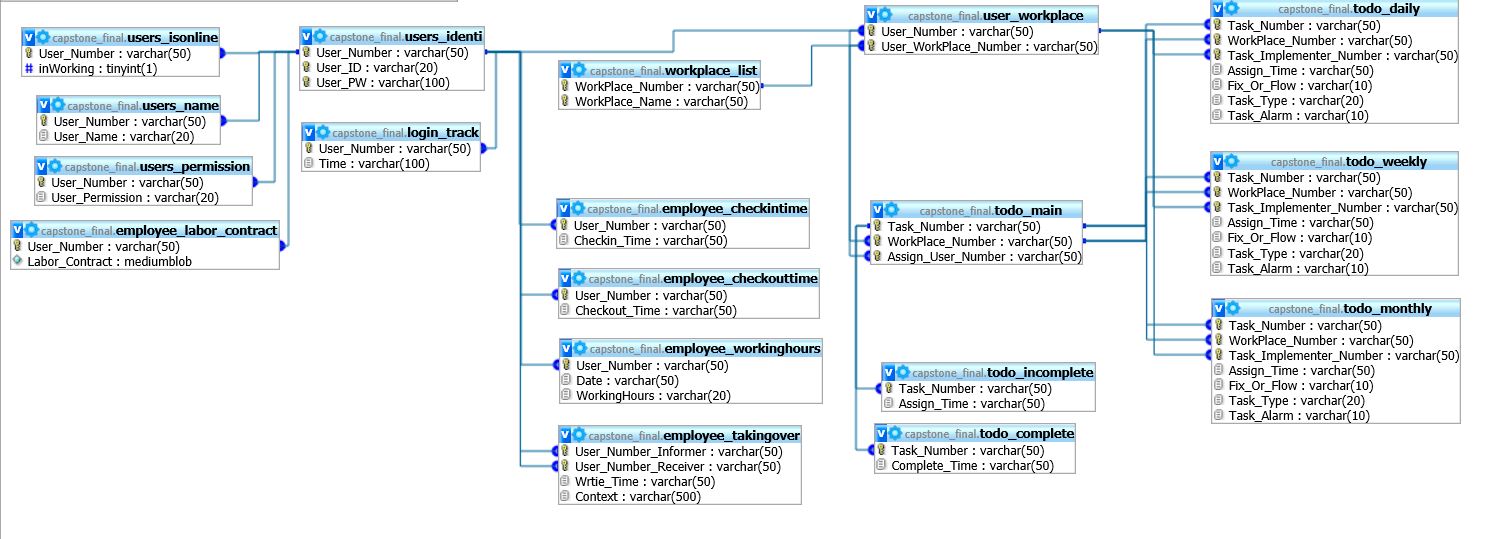 capstone_final.users_isonline
User_Number : varchar(50)
# inWorking : tinyint(1)
capstone_final.users_name
User_Number : varchar(50)
User_Name : varchar(20)
capstone_final.users_permission
User_Number : varchar(50)
User_Permission : varchar(20)
capstone_final.employee_labor_contract
User_Number : varchar(50)
Labor_Contract : mediumblob
capstone_final.users_identi
User_Number : varchar(50)
User_ID : varchar(20)
User_PW : varchar(100)
capstone_final.login_track
User_Number : varchar(50)
Time : varchar(100)
capstone_final.workplace_list
WorkPlace_Number : varchar(50)
WorkPlace_Name : varchar(50)
capstone_final.employee_checkintime
User_Number : varchar(50)
Checkin_Time : varchar(50)
capstone_final.employee_checkouttime
User_Number : varchar(50)
Checkout_Time : varchar(50)
capstone_final.employee_workinghours
User_Number : varchar(50)
Date : varchar(50)
WorkingHours : varchar(20)
capstone_final.employee_takingover
User_Number_Informer : varchar(50)
User_Number_Receiver : varchar(50)
Wrtie_Time : varchar(50)
Context : varchar(500)
capstone_final.user_workplace
User_Number : varchar(50)
User_WorkPlace_Number : varchar(50)
capstone_final.todo_main
Task_Number : varchar(50)
WorkPlace_Number : varchar(50)
Assign_User_Number : varchar(50)
capstone_final.todo_incomplete
Task_Number : varchar(50)
Assign_Time : varchar(50)
capstone_final.todo_complete
Task_Number : varchar(50)
Complete_Time : varchar(50)
capstone_final.todo_daily
Task_Number : varchar(50)
WorkPlace_Number : varchar(50)
Task_Implementer_Number : varchar(50)
Assign_Time : varchar(50)
Fix_Or_Flow : varchar(10)
Task_Type : varchar(20)
Task_Alarm : varchar(10)
capstone_final.todo_weekly
Task_Number : varchar(50)
WorkPlace_Number : varchar(50)
Task_Implementer_Number : varchar(50)
Assign_Time : varchar(50)
Fix_Or_Flow : varchar(10)
Task_Type : varchar(20)
Task_Alarm : varchar(10)
capstone_final.todo_monthly
Task_Number : varchar(50)
WorkPlace_Number : varchar(50)
Task_Implementer_Number : varchar(50)
Assign_Time : varchar(50)
Fix_Or_Flow : varchar(10)
Task_Type : varchar(20)
Task_Alarm : varchar(10)